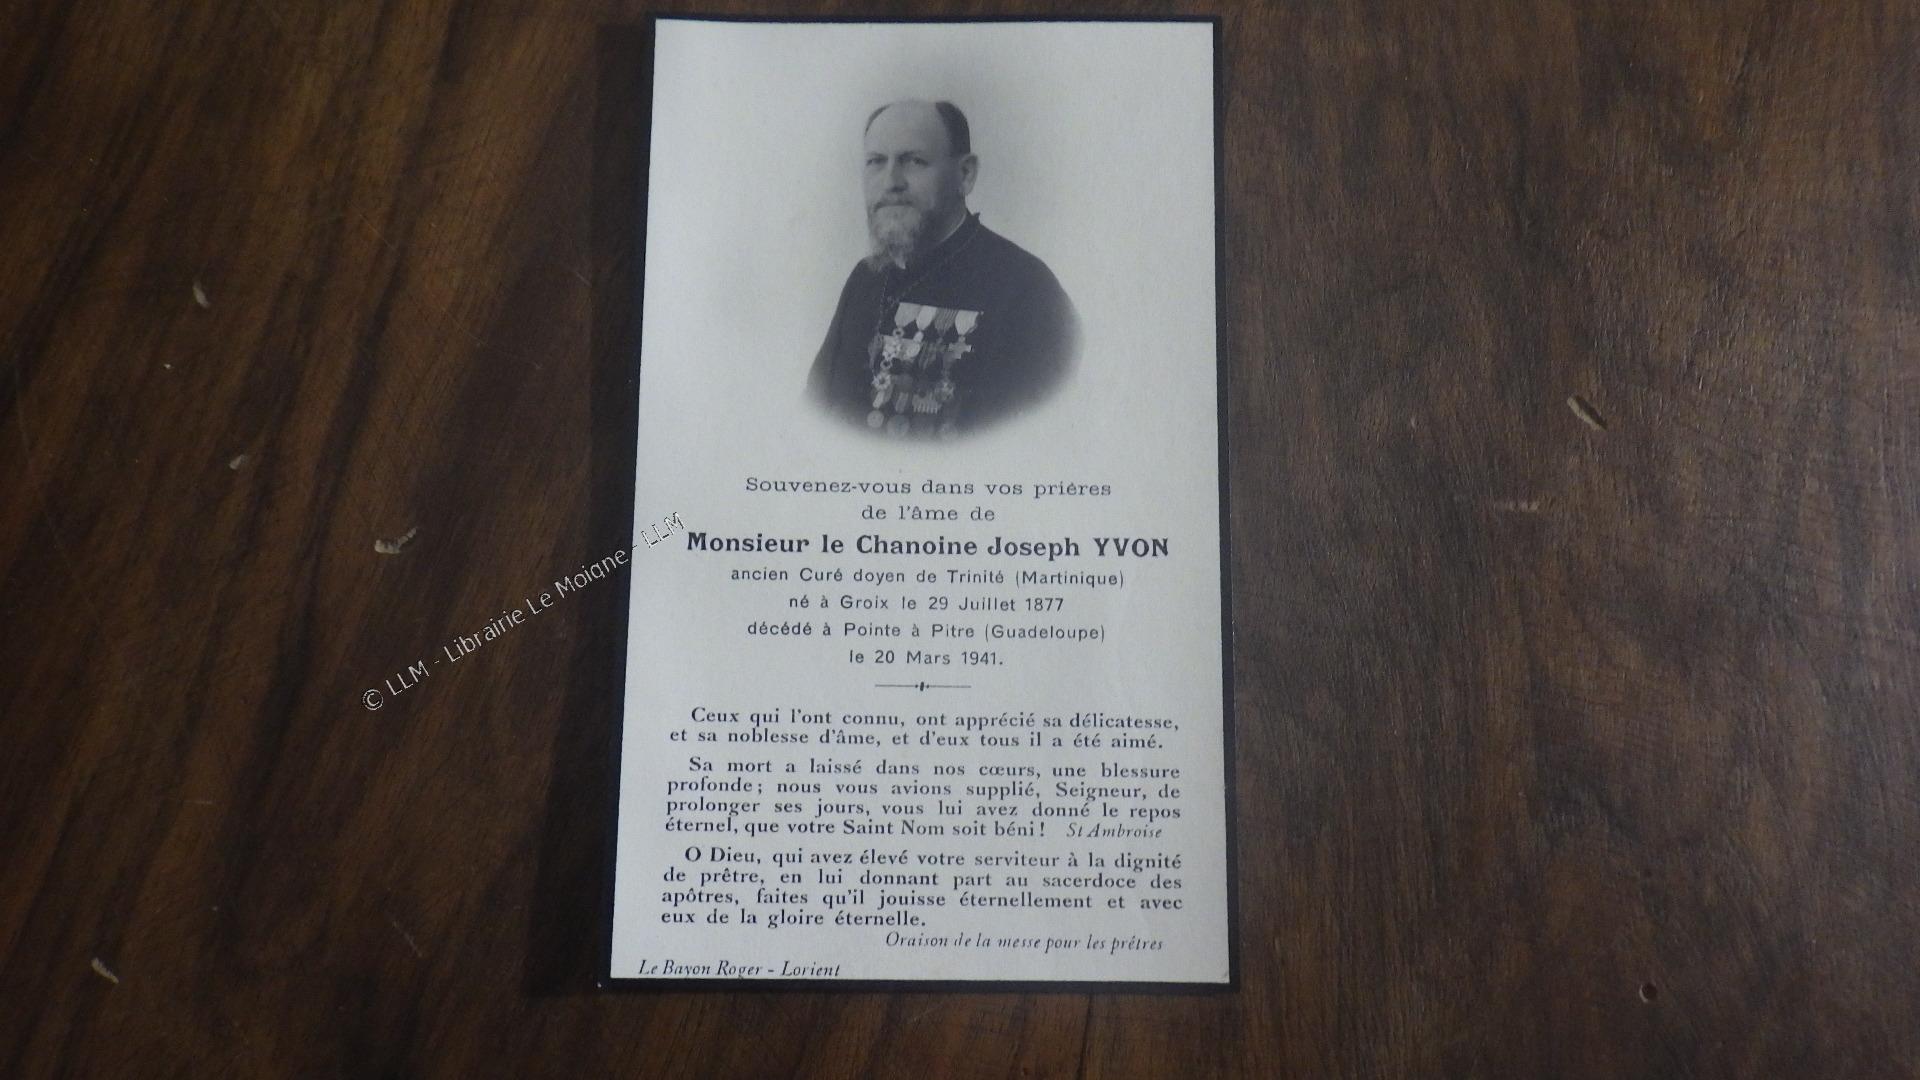 Souvenez-vous dans vos prières
de l'âme de
Monsieur le Chanoine Joseph YVON
ancien Curé doyen de Trinité (Martinique)
né à Groix le 29 Juillet 1877
décédé à Pointe à Pitre (Guadeloupe)
le 20 Mars 1941.
Ceux qui l'ont connu, ont apprécié sa délicatesse,
et sa noblesse d'âme, et d'eux tous il a été aimé.
Sa mort a laissé dans nos cœurs, une blessure
profonde ; nous vous avions supplié, Seigneur, de
prolonger ses jours, vous lui avez donné le repos
éternel, que votre Saint Nom soit béni ! St Ambroise
O Dieu, qui avez élevé votre serviteur à la dignité
de prêtre, en lui donnant part au sacerdoce des
apôtres, faites qu'il jouisse éternellement et avec
eux de la gloire éternelle.
Oraison de la messe pour les prêtres
Le Bayon Roger - Lorient
© LLM - Librairie Le Moigne - LLM